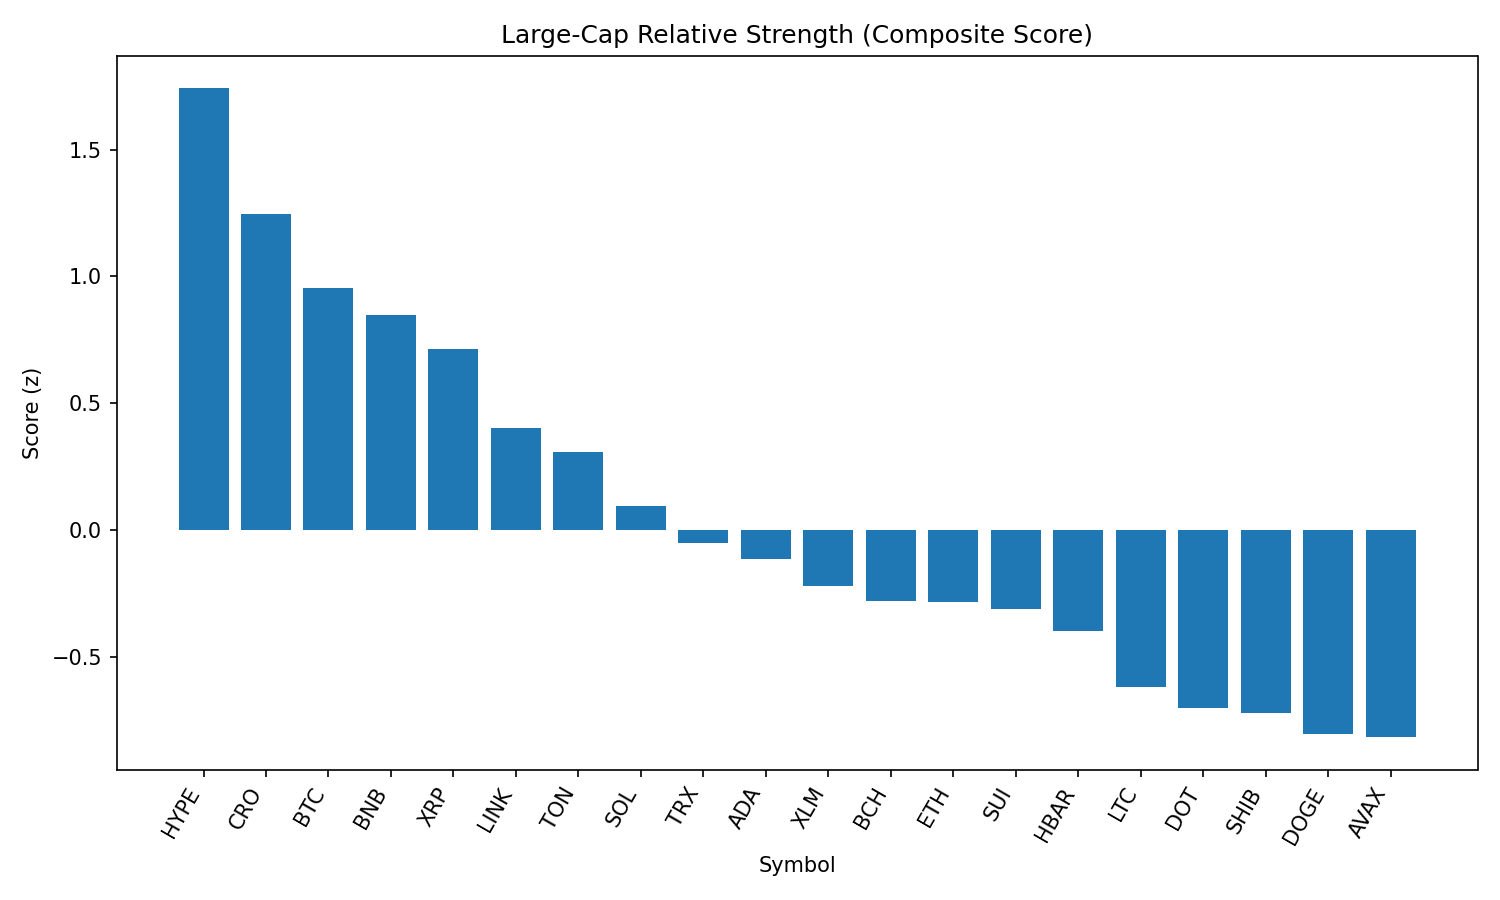 Large-Cap Relative Strength (Composite Score)
Score (z)
1.5
1.0
0.5
0.0
−0.5
HYPE
CRO
BTC
BNB
XRP
LINK
TON
SOL
TRX
ADA
XLM
BCH
ETH
SUI
HBAR
LTC
DOT
SHIB
DOGE
AVAX
Symbol